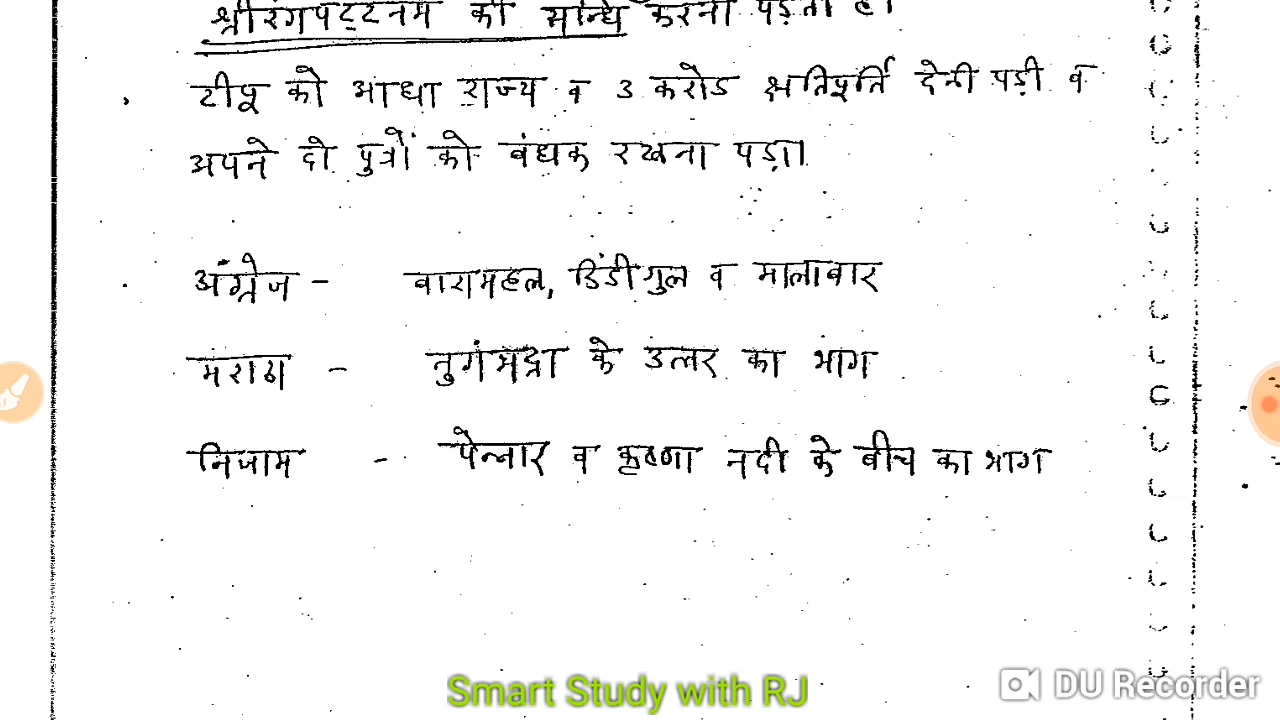 श्रीरंगपट्टनम की सन्धि करनी पड़ती है।
टीपू को आधा राज्य व 3 करोड क्षतिपूर्ति देनी पड़ी व
अपने दो पुत्रों को बंधक रखना पड़ा।
अंग्रेज - बारामहल, डिंडीगुल व मालाबार
मराठा - तुगंभद्रा के उत्तर का भाग
निजाम - पेन्नार व कृष्णा नदी के बीच का भाग
Smart Study with RJ
DU Recorder